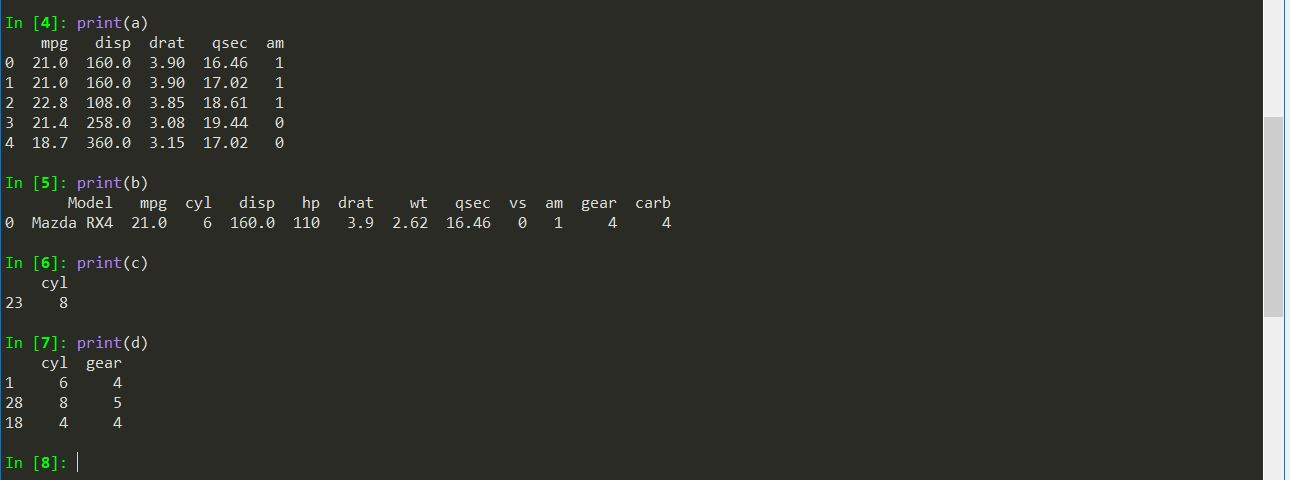 In [4]: print(a)
    mpg   disp  drat   qsec  am
0  21.0  160.0  3.90  16.46   1
1  21.0  160.0  3.90  17.02   1
2  22.8  108.0  3.85  18.61   1
3  21.4  258.0  3.08  19.44   0
4  18.7  360.0  3.15  17.02   0
In [5]: print(b)
       Model   mpg  cyl   disp   hp  drat    wt   qsec  vs  am  gear  carb
0  Mazda RX4  21.0    6  160.0  110   3.9  2.62  16.46   0   1     4     4
In [6]: print(c)
    cyl
23    8
In [7]: print(d)
    cyl  gear
1     6     4
28    8     5
18    4     4
In [8]: